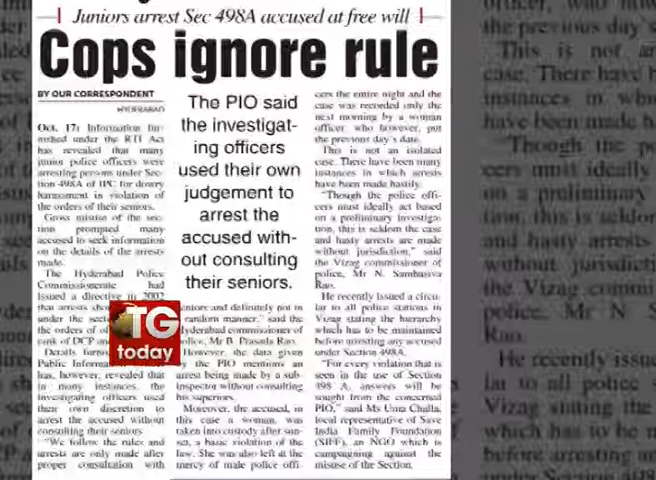 Juniors arrest Sec 498A accused at free will
Cops ignore rule
BY OUR CORRESPONDENT
HYDERABAD
Oct. 17: Information fur-
nished under the RTI Act
has revealed that many
junior police officers were
arresting persons under Sec-
tion 498A of IPC for dowry
harassment in violation of
the orders of their seniors.
Gross misuse of the sec-
tion prompted many
accused to seek information
on the details of the arrests
made.
The Hyderabad Police
Commissionerate had
issued a directive in 2002
that arrests
under the sect
the orders of
rank of DCP and
Details furni
Public Informa
has, however, revealed that
in many instances, the
investigating officers used
their own discretion to
arrest the accused without
consulting their seniors.
"We follow the rules and
arrests are only made after
proper consultation with
The PIO said
the investigat-
ing officers
used their own
judgement to
arrest the
accused with-
out consulting
their seniors.
seniors and definitely not in
a random manner," said the
Hyderabad commissioner of
police, Mr B. Prasada Rao.
However, the data given
by the PIO mentions an
arrest being made by a sub-
inspector without consulting
his superiors.
Moreover, the accused, in
this case a woman, was
taken into custody after sun-
set, a basic violation of the
law. She was also left at the
mercy of male police offi-
cers the entire night and the
case was recorded only the
next morning by a woman
officer who, however, put
the previous day's date.
This is not an isolated
case. There have been many
instances in which arrests
have been made hastily.
"Though the police offi-
cers must ideally act based
on a preliminary investiga-
tion, this is seldom the case
and hasty arrests are made
without jurisdiction," said
the Vizag commissioner of
police, Mr N. Sambasiva
Rao.
He recently issued a circu-
lar to all police stations in
Vizag stating the hierarchy
which has to be maintained
before arresting any accused
under Section 498A.
"For every violation that is
seen in the use of Section
498 A, answers will be
sought from the concerned
PIO," said Ms Uma Challa,
local representative of Save
India Family Foundation
(SIFF), an NGO which is
campaigning against the
misuse of the Section.
TG
today